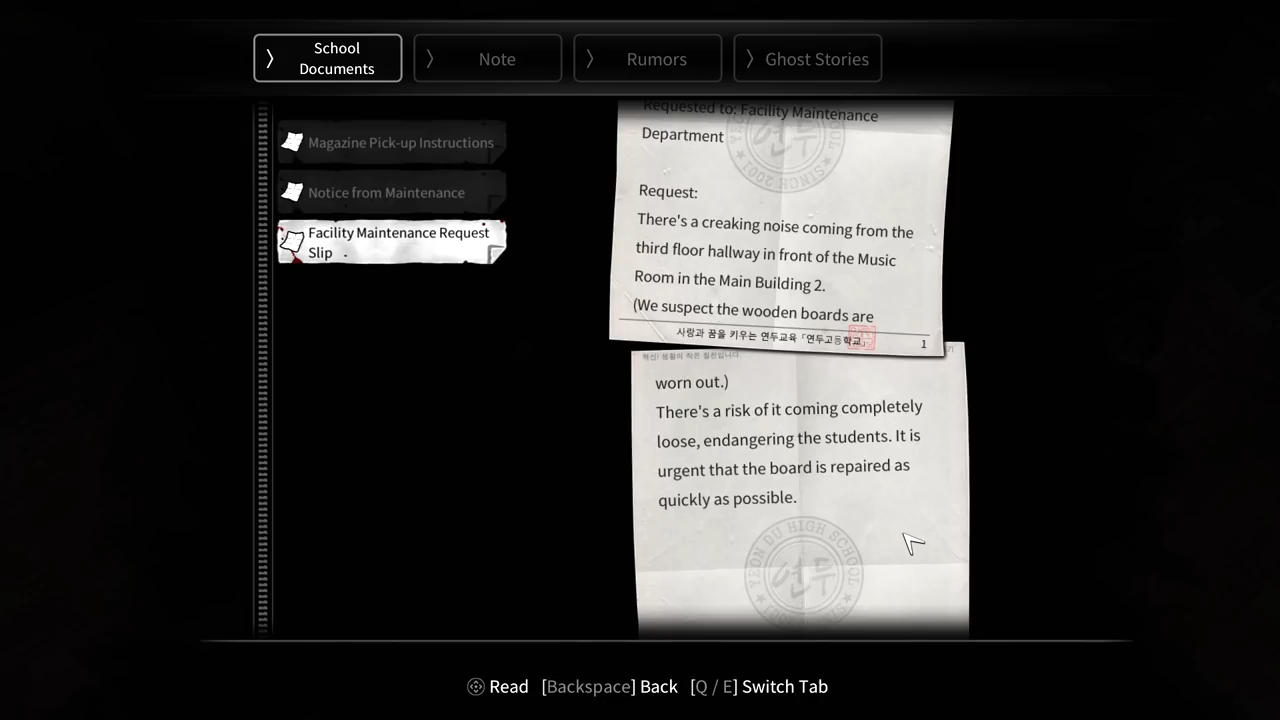 School
Documents
Note
Rumors
Ghost Stories
Magazine Pick-up Instructions
Notice from Maintenance
Facility Maintenance Request
Slip
Requested to: Facility Maintenance
Department
연두
SINCE 2007
Request:
There's a creaking noise coming from the
third floor hallway in front of the Music
Room in the Main Building 2.
(We suspect the wooden boards are
사랑과 꿈을 키우는 연두교육 「연두고등학교」
1
worn out.)
There's a risk of it coming completely
loose, endangering the students. It is
urgent that the board is repaired as
quickly as possible.
YEON DU HIGH SCHOOL
연두
Read [Backspace] Back [Q / E] Switch Tab